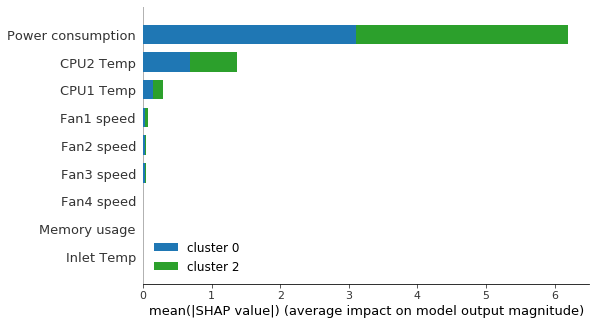 Power consumption
CPU2 Temp
CPU1 Temp
Fan1 speed
Fan2 speed
Fan3 speed
Fan4 speed
Memory usage
Inlet Temp
cluster 0
cluster 2
0 1 2 3 4 5 6
mean(|SHAP value|) (average impact on model output magnitude)